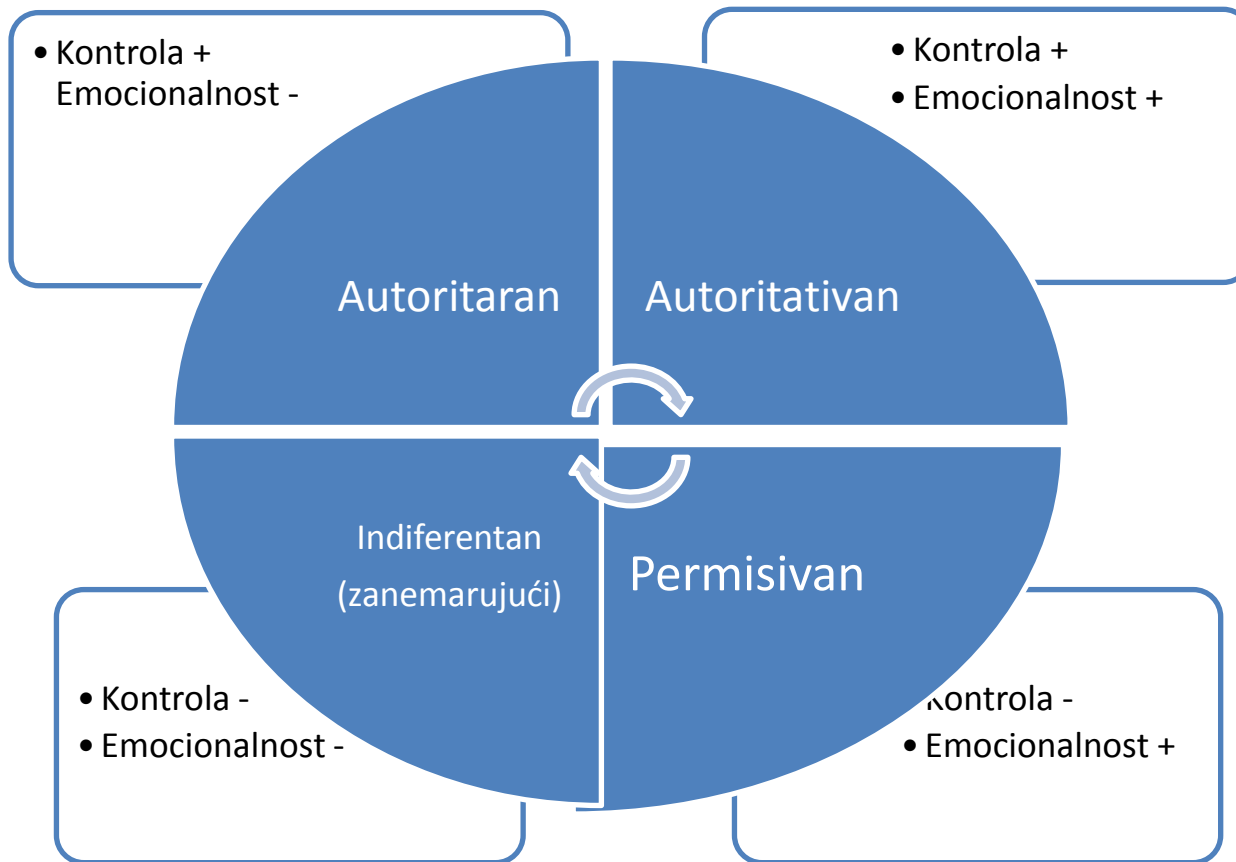 • Kontrola +
Emocionalnost -
• Kontrola +
• Emocionalnost +
Autoritaran
Autoritativan
Indiferentan
(zanemarujući)
Permisivan
• Kontrola -
• Emocionalnost -
Kontrola -
• Emocionalnost +